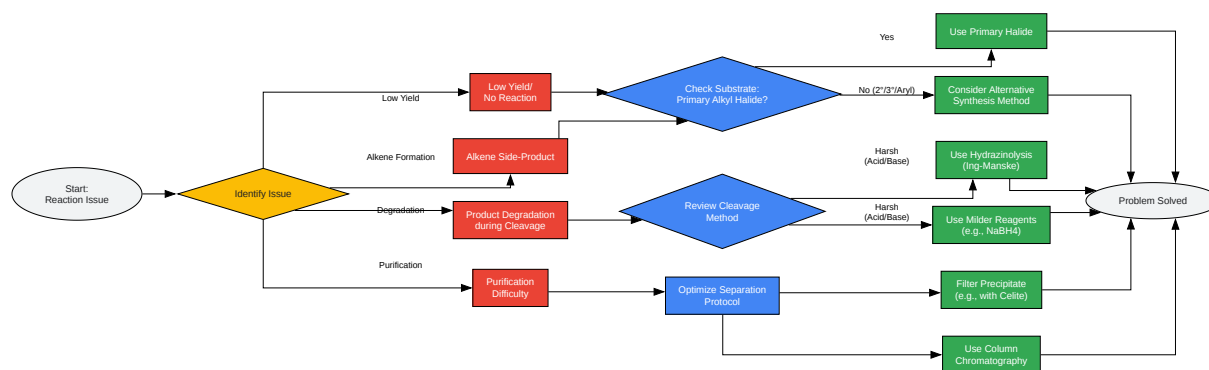 Start:
Reaction Issue
Identify Issue
Low Yield
Alkene Formation
Degradation
Purification
Low Yield/
No Reaction
Alkene Side-Product
Product Degradation
during Cleavage
Purification
Difficulty
Check Substrate:
Primary Alkyl Halide?
Review Cleavage
Method
Optimize Separation
Protocol
Yes
No (2°/3°/Aryl)
Harsh
(Acid/Base)
Harsh
(Acid/Base)
Use Primary Halide
Consider Alternative
Synthesis Method
Use Hydrazinolysis
(Ing-Manske)
Use Milder Reagents
(e.g., NaBH4)
Filter Precipitate
(e.g., with Celite)
Use Column
Chromatography
Problem Solved